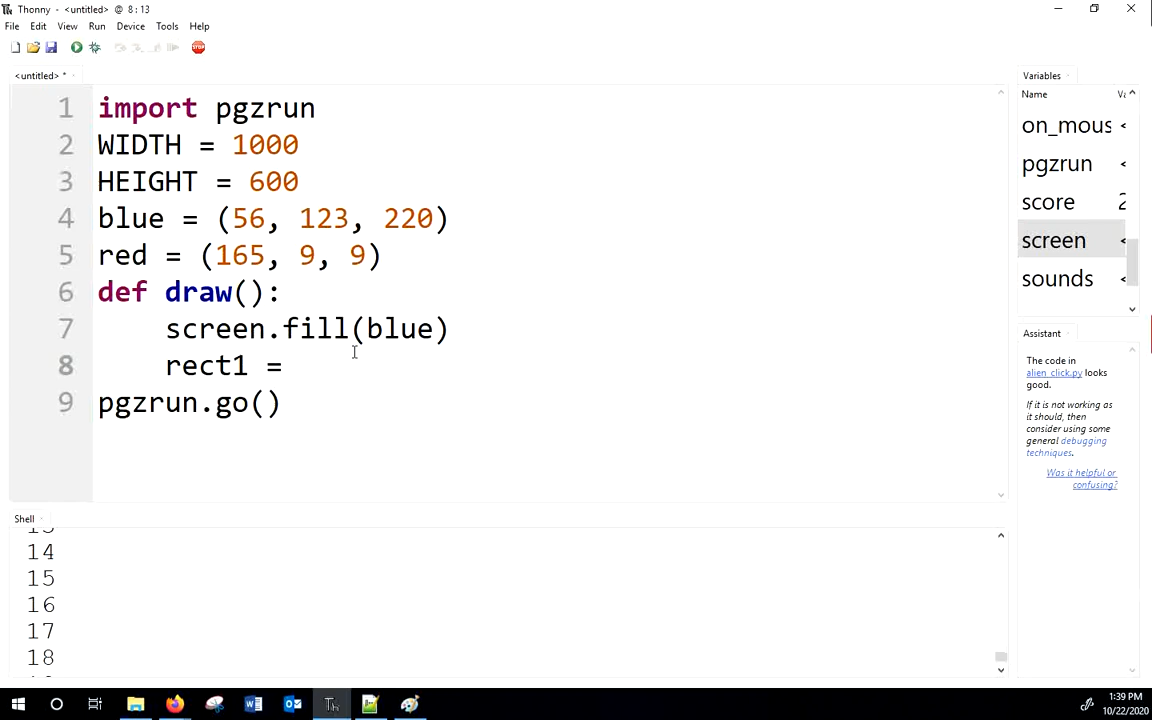 Thonny - <untitled> @ 8 : 13
File Edit View Run Device Tools Help
STOP
<untitled> *
1 import pgzrun
2 WIDTH = 1000
3 HEIGHT = 600
4 blue = (56, 123, 220)
5 red = (165, 9, 9)
6 def draw():
7 screen.fill(blue)
8 rect1 =
9 pgzrun.go()
Variables
Name
on_mous <
pgzrun <
score 2
screen <
sounds <
Assistant
The code in
alien_click.py looks
good.
If it is not working as
it should, then
consider using some
general debugging
techniques.
Was it helpful or
confusing?
Shell
14
15
16
17
18
1:39 PM
10/22/2020